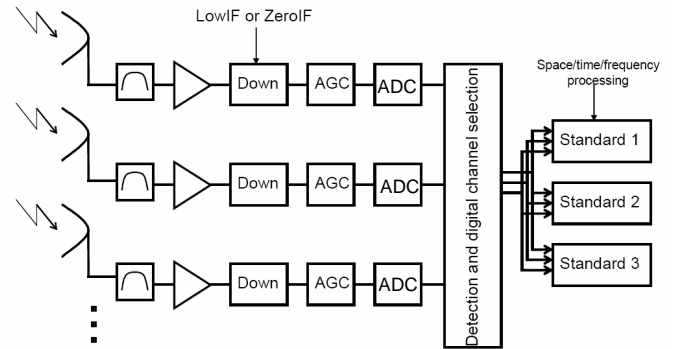 LowIF or ZeroIF
Space/time/frequency
processing
Down
AGC
ADC
Down
AGC
ADC
Down
AGC
ADC
Detection and digital channel selection
Standard 1
Standard 2
Standard 3